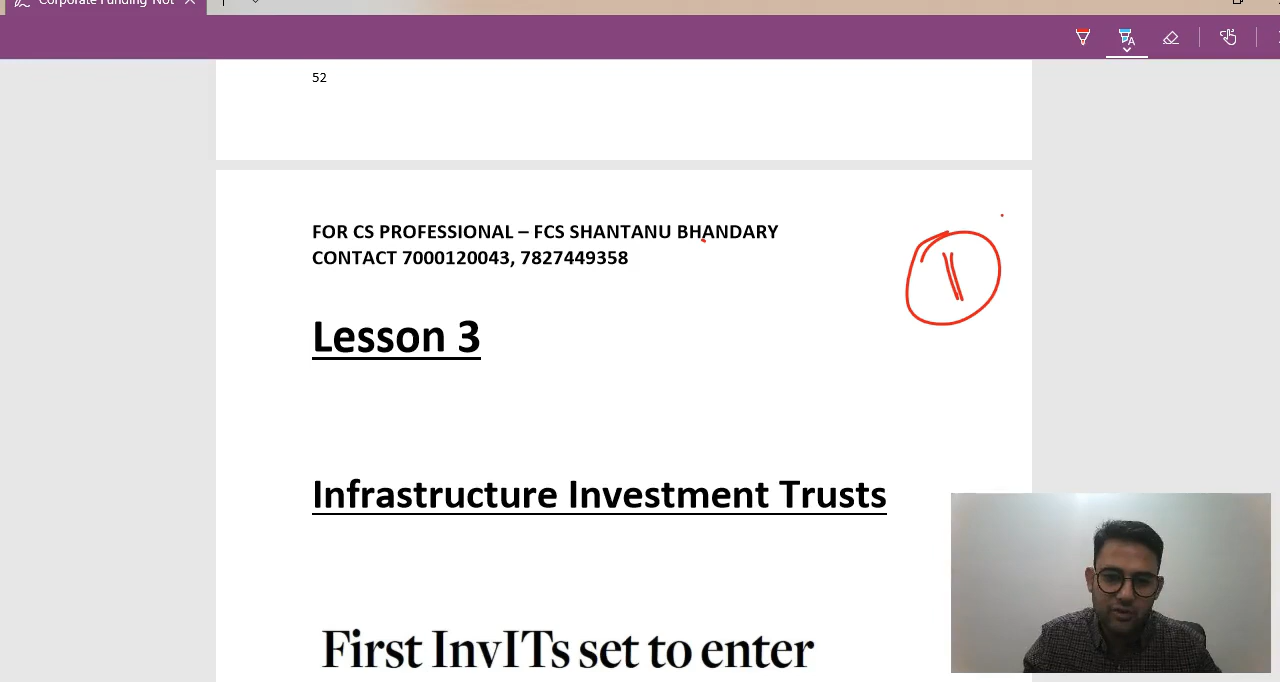 Corporate Funding-Not
52
FOR CS PROFESSIONAL – FCS SHANTANU BHANDARY
CONTACT 7000120043, 7827449358
1
Lesson 3
Infrastructure Investment Trusts
First InvITs set to enter